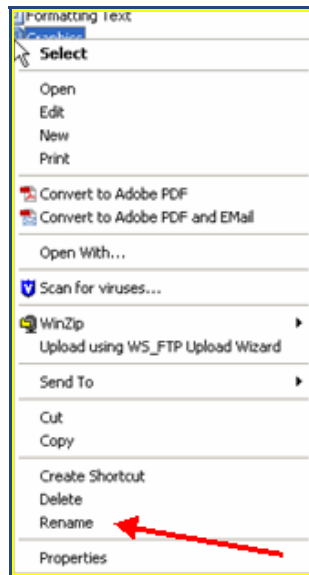 Formatting Text
Graphics
Select
Open
Edit
New
Print
Convert to Adobe PDF
Convert to Adobe PDF and EMail
Open With...
Scan for viruses...
WinZip
Upload using WS_FTP Upload Wizard
Send To
Cut
Copy
Create Shortcut
Delete
Rename
Properties